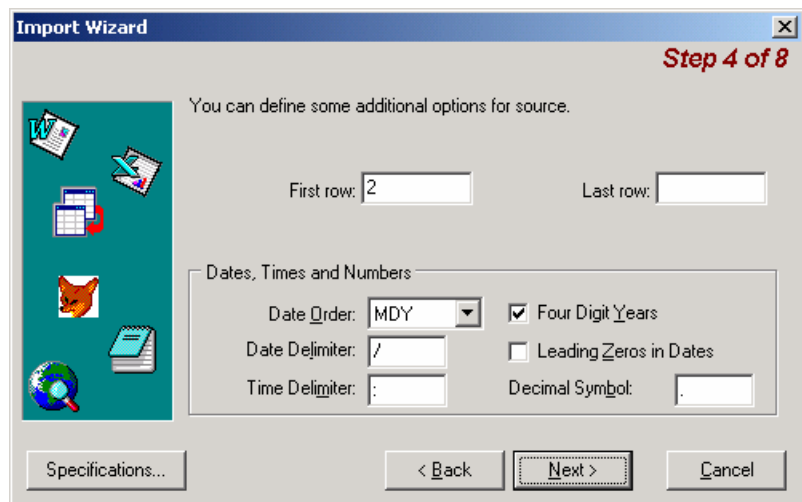 Import Wizard
Step 4 of 8
You can define some additional options for source.
First row: 2 Last row:
Dates, Times and Numbers
Date Order: MDY Four Digit Years
Date Delimiter: / Leading Zeros in Dates
Time Delimiter: : Decimal Symbol: .
Specifications... < Back Next > Cancel